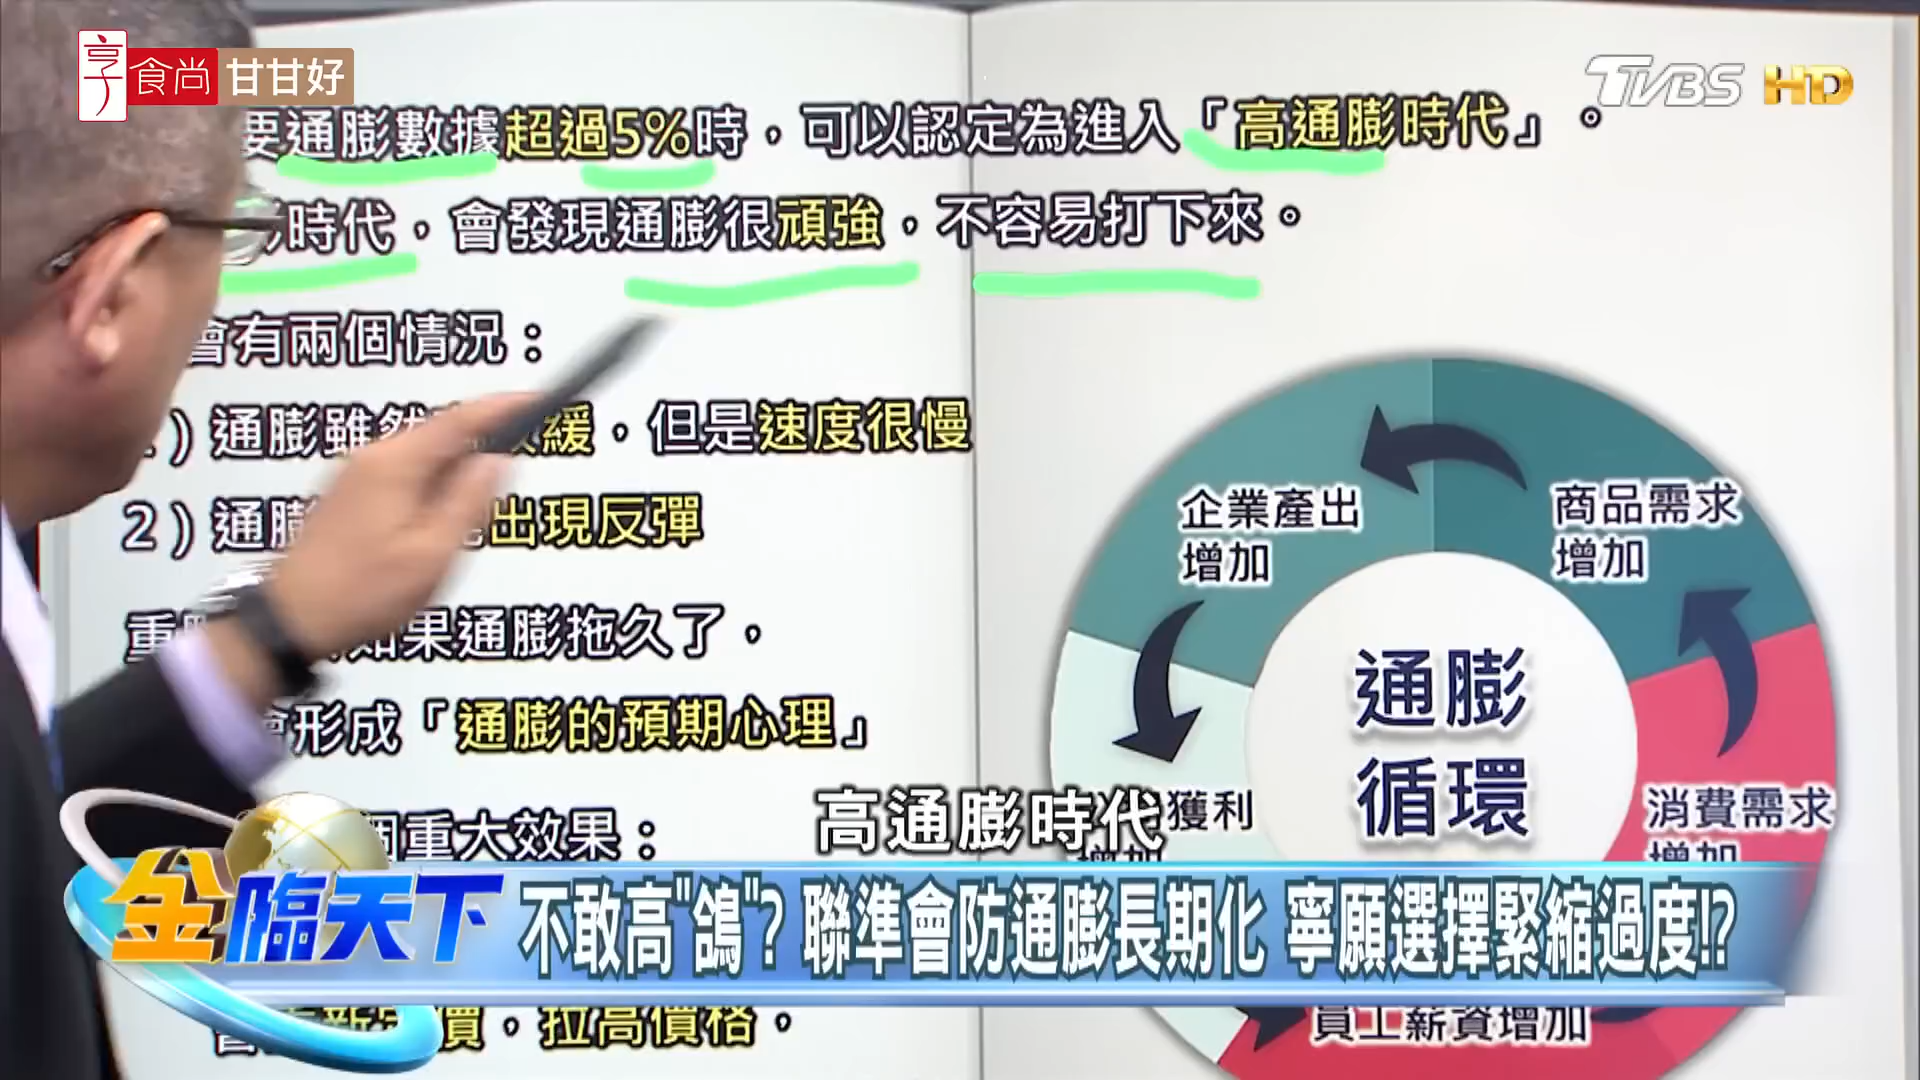 享
食尚
甘甘好
TVBS HD
要通膨數據超過5%時，可以認定為進入「高通膨時代」。
時代，會發現通膨很頑強，不容易打下來。
會有兩個情況：
）通膨雖然緩，但是速度很慢
2）通膨出現反彈
如果通膨拖久了，
會形成「通膨的預期心理」
個重大效果：
價，拉高價格，
商品需求
增加
企業產出
增加
獲利
增加
員工薪資增加
消費需求
增加
通膨
循環
高通膨時代
金臨天下
不敢高"鴿"? 聯準會防通膨長期化 寧願選擇緊縮過度!?